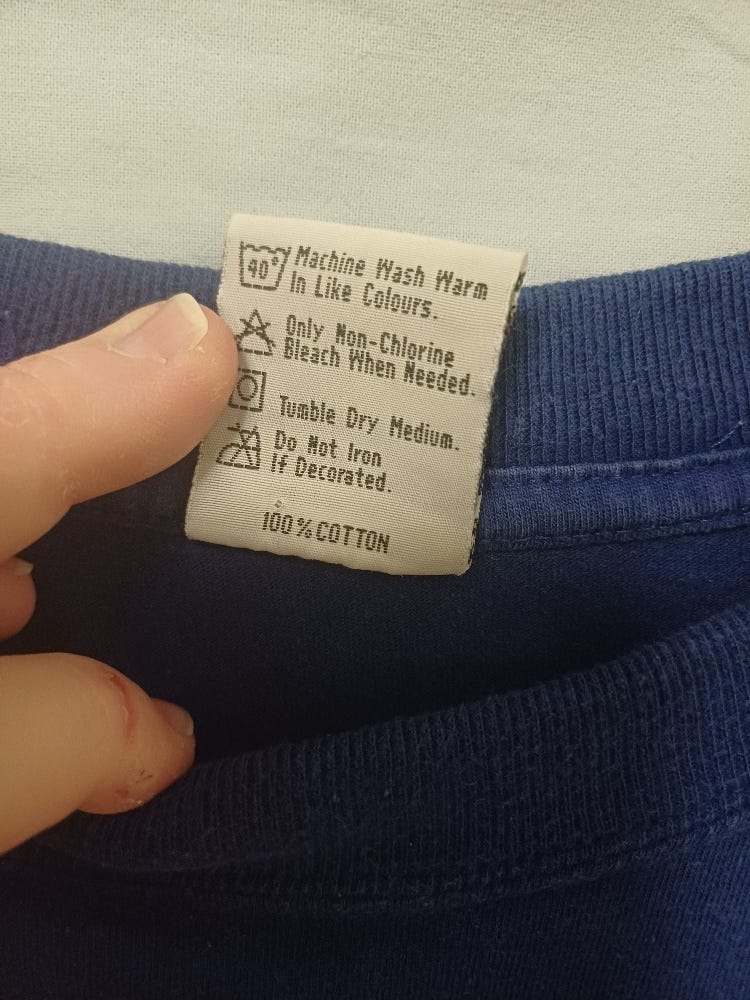 40° Machine Wash Warm
In Like Colours.
Only Non-Chlorine
Bleach When Needed.
Tumble Dry Medium.
Do Not Iron
If Decorated.
100% COTTON